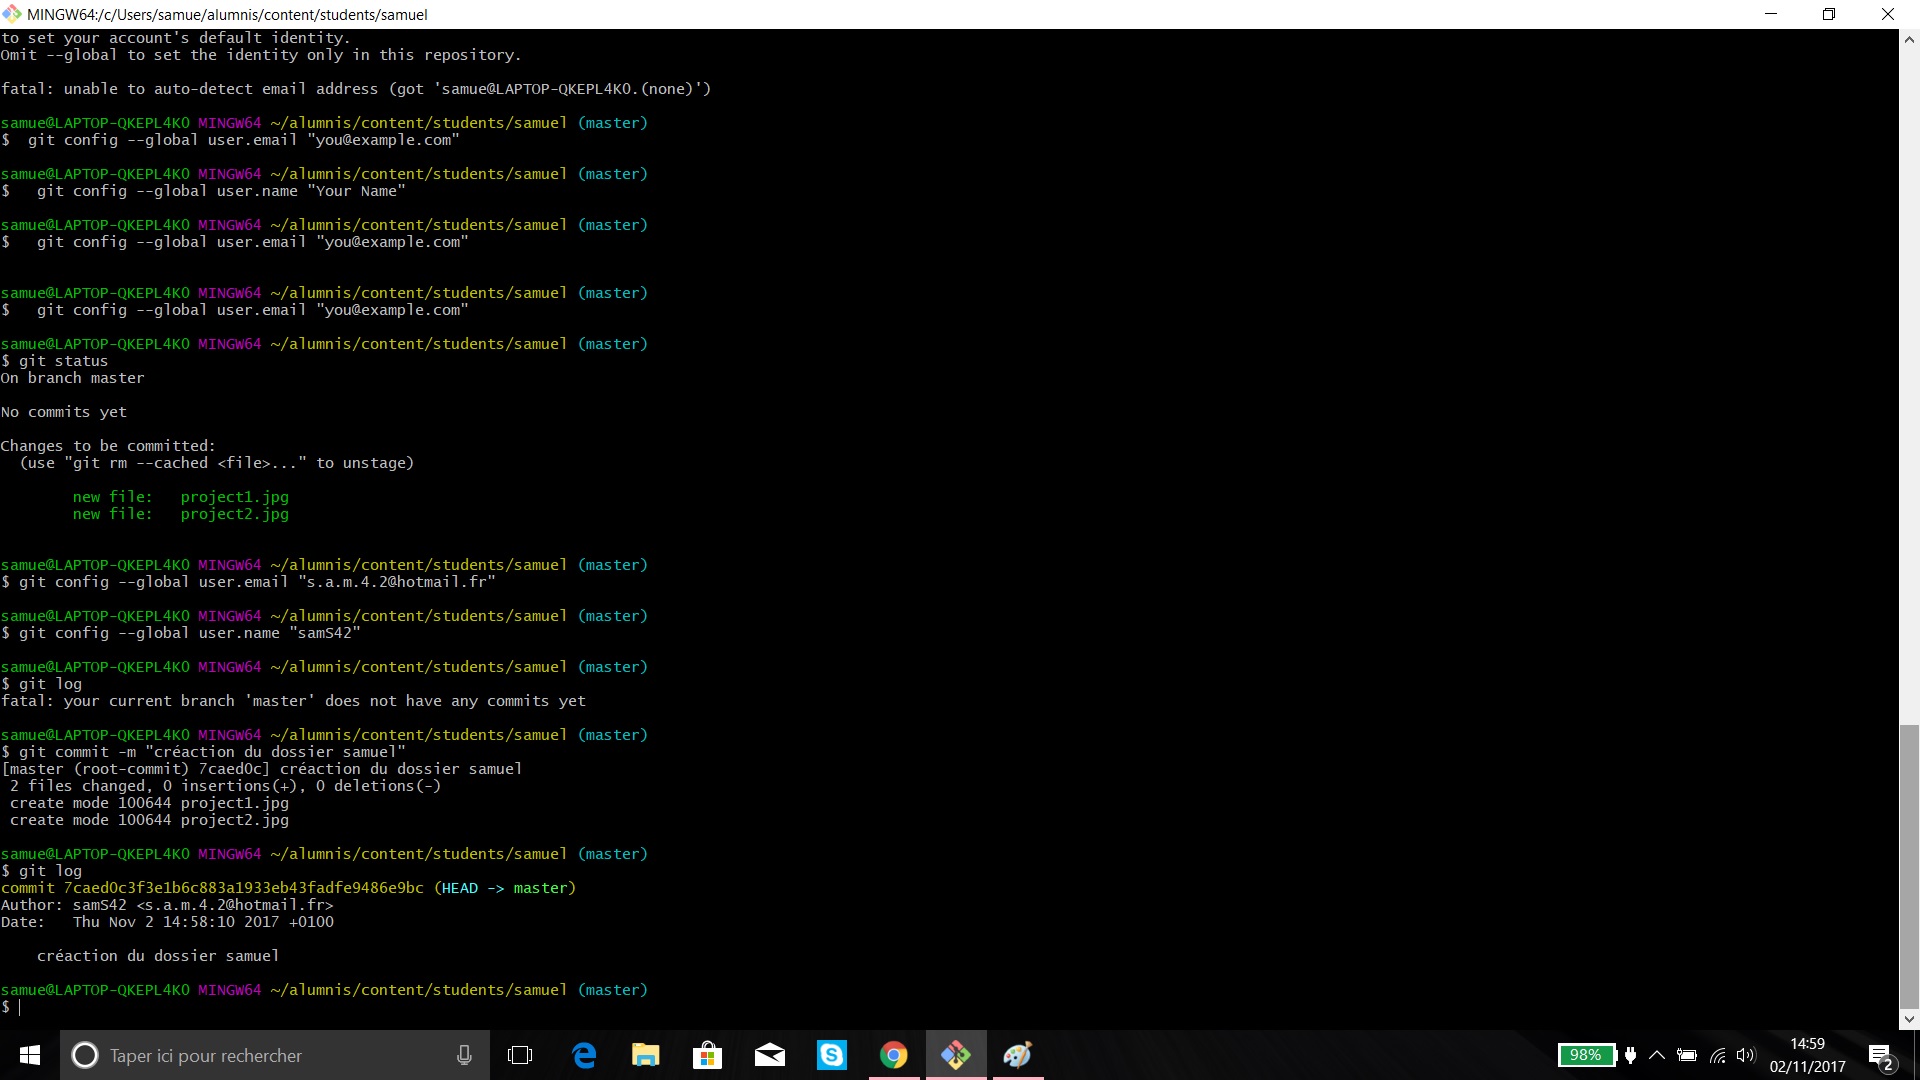 MINGW64:/c/Users/samue/alumnis/content/students/samuel
to set your account's default identity.
Omit --global to set the identity only in this repository.
fatal: unable to auto-detect email address (got 'samue@LAPTOP-QKEPL4KO.(none)')
samue@LAPTOP-QKEPL4KO MINGW64 ~/alumnis/content/students/samuel (master)
$  git config --global user.email "you@example.com"
samue@LAPTOP-QKEPL4KO MINGW64 ~/alumnis/content/students/samuel (master)
$   git config --global user.name "Your Name"
samue@LAPTOP-QKEPL4KO MINGW64 ~/alumnis/content/students/samuel (master)
$   git config --global user.email "you@example.com"
samue@LAPTOP-QKEPL4KO MINGW64 ~/alumnis/content/students/samuel (master)
$   git config --global user.email "you@example.com"
samue@LAPTOP-QKEPL4KO MINGW64 ~/alumnis/content/students/samuel (master)
$ git status
On branch master
No commits yet
Changes to be committed:
  (use "git rm --cached <file>..." to unstage)
        new file:   project1.jpg
        new file:   project2.jpg
samue@LAPTOP-QKEPL4KO MINGW64 ~/alumnis/content/students/samuel (master)
$ git config --global user.email "s.a.m.4.2@hotmail.fr"
samue@LAPTOP-QKEPL4KO MINGW64 ~/alumnis/content/students/samuel (master)
$ git config --global user.name "samS42"
samue@LAPTOP-QKEPL4KO MINGW64 ~/alumnis/content/students/samuel (master)
$ git log
fatal: your current branch 'master' does not have any commits yet
samue@LAPTOP-QKEPL4KO MINGW64 ~/alumnis/content/students/samuel (master)
$ git commit -m "créaction du dossier samuel"
[master (root-commit) 7caed0c] créaction du dossier samuel
 2 files changed, 0 insertions(+), 0 deletions(-)
 create mode 100644 project1.jpg
 create mode 100644 project2.jpg
samue@LAPTOP-QKEPL4KO MINGW64 ~/alumnis/content/students/samuel (master)
$ git log
commit 7caed0c3f3e1b6c883a1933eb43fadfe9486e9bc (HEAD -> master)
Author: samS42 <s.a.m.4.2@hotmail.fr>
Date:   Thu Nov 2 14:58:10 2017 +0100
    créaction du dossier samuel
samue@LAPTOP-QKEPL4KO MINGW64 ~/alumnis/content/students/samuel (master)
$
Taper ici pour rechercher
98%
14:59
02/11/2017
2